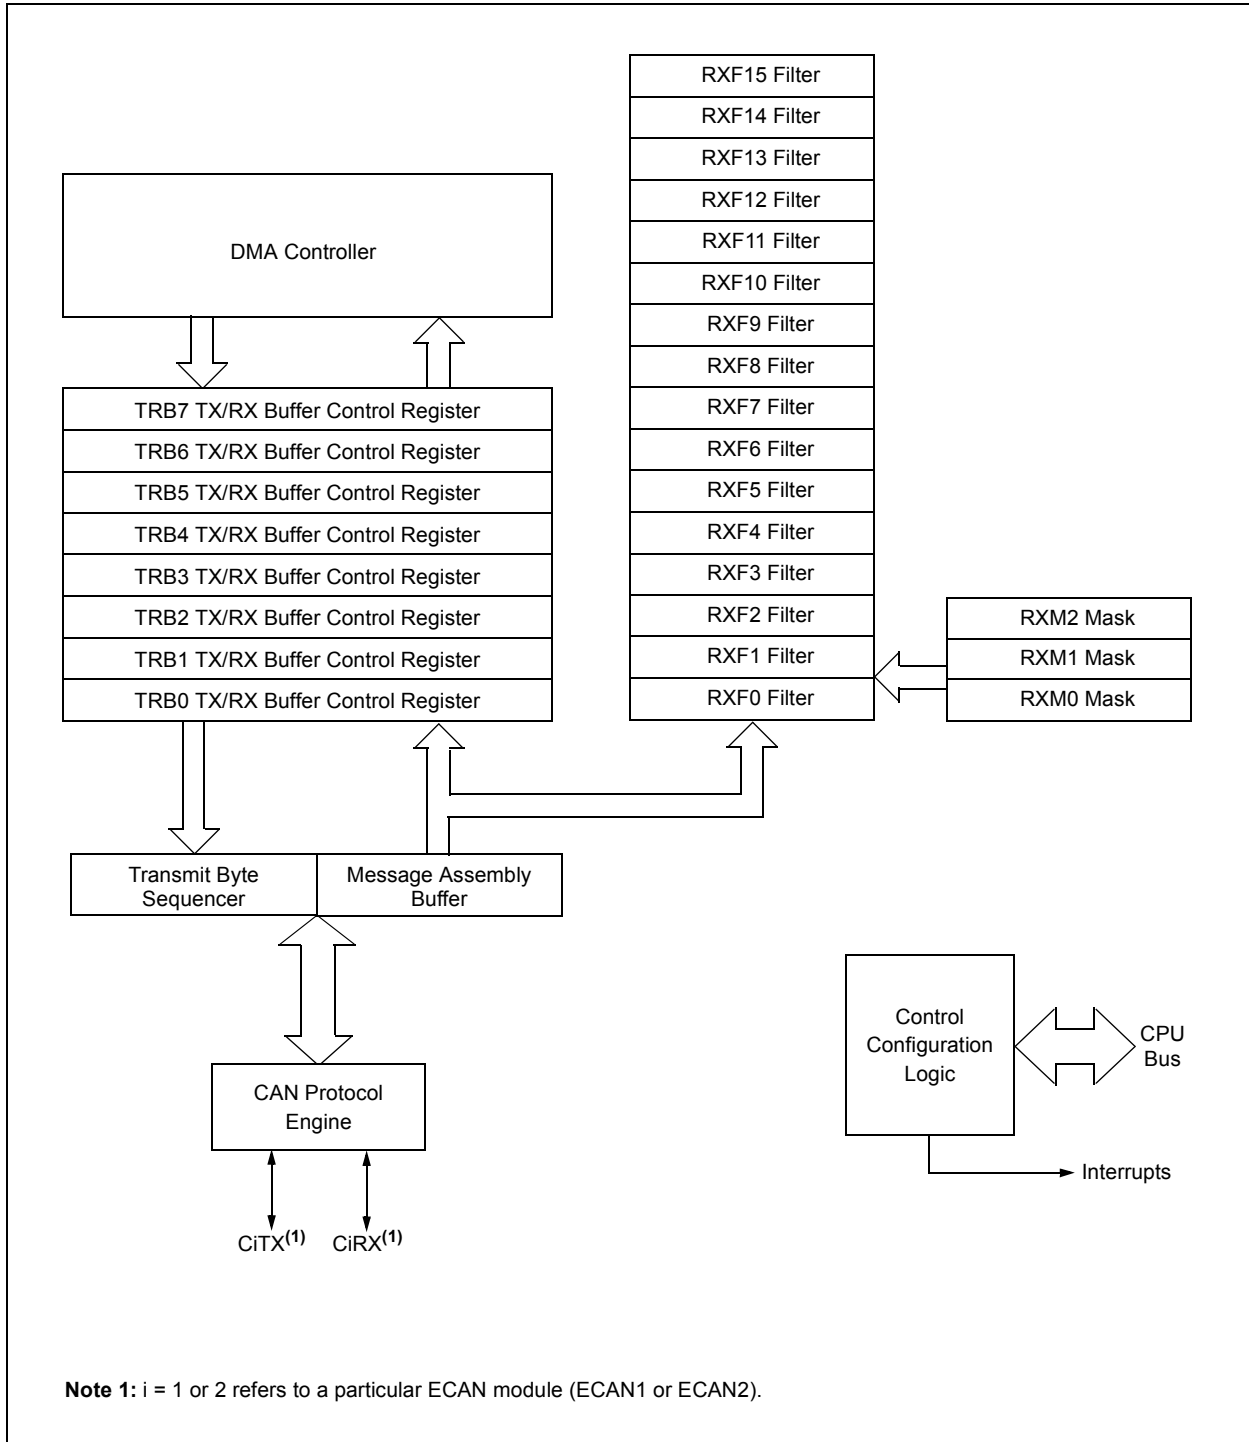 RXF15 Filter
RXF14 Filter
RXF13 Filter
RXF12 Filter
RXF11 Filter
RXF10 Filter
RXF9 Filter
RXF8 Filter
RXF7 Filter
RXF6 Filter
RXF5 Filter
RXF4 Filter
RXF3 Filter
RXF2 Filter
RXF1 Filter
RXF0 Filter
DMA Controller
TRB7 TX/RX Buffer Control Register
TRB6 TX/RX Buffer Control Register
TRB5 TX/RX Buffer Control Register
TRB4 TX/RX Buffer Control Register
TRB3 TX/RX Buffer Control Register
TRB2 TX/RX Buffer Control Register
TRB1 TX/RX Buffer Control Register
TRB0 TX/RX Buffer Control Register
RXM2 Mask
RXM1 Mask
RXM0 Mask
Transmit Byte
Sequencer
Message Assembly
Buffer
Control
Configuration
Logic
CPU
Bus
CAN Protocol
Engine
Interrupts
CiTX(1)
CiRX(1)
Note 1: i = 1 or 2 refers to a particular ECAN module (ECAN1 or ECAN2).